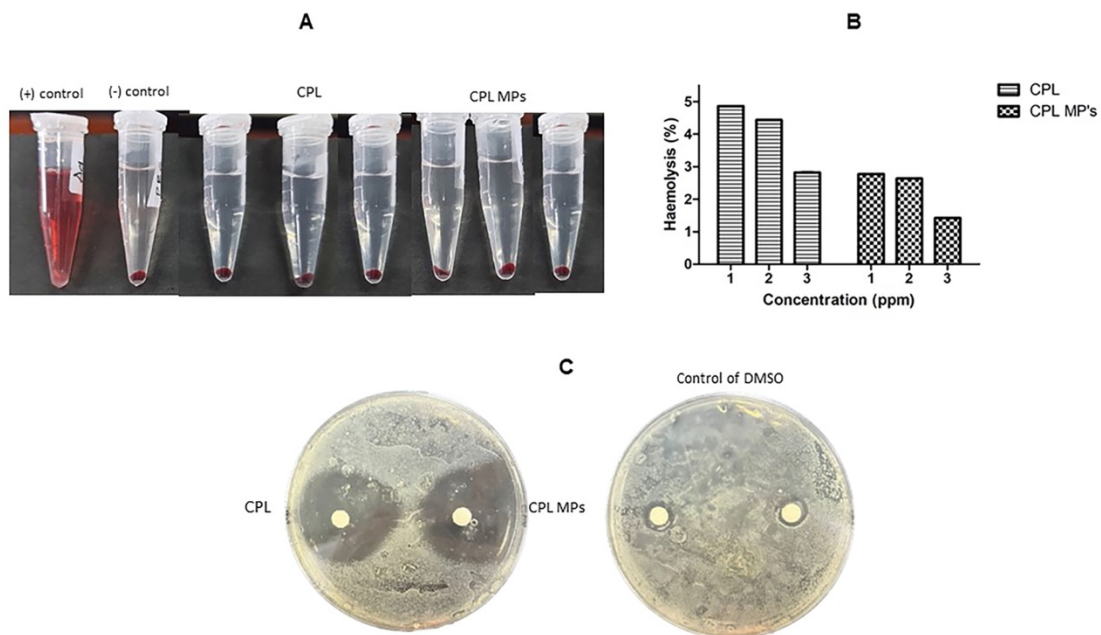 A
B
(+) control
(-) control
CPL
CPL MPs
CPL
CPL MP's
Haemolysis (%)
5
4
3
2
1
0
1 2 3 1 2 3
Concentration (ppm)
C
Control of DMSO
CPL
CPL MPs